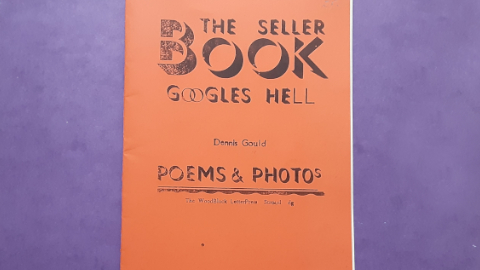 THE SELLER
BOOK
GOOGLES HELL
Dennis Gould
POEMS & PHOTOS